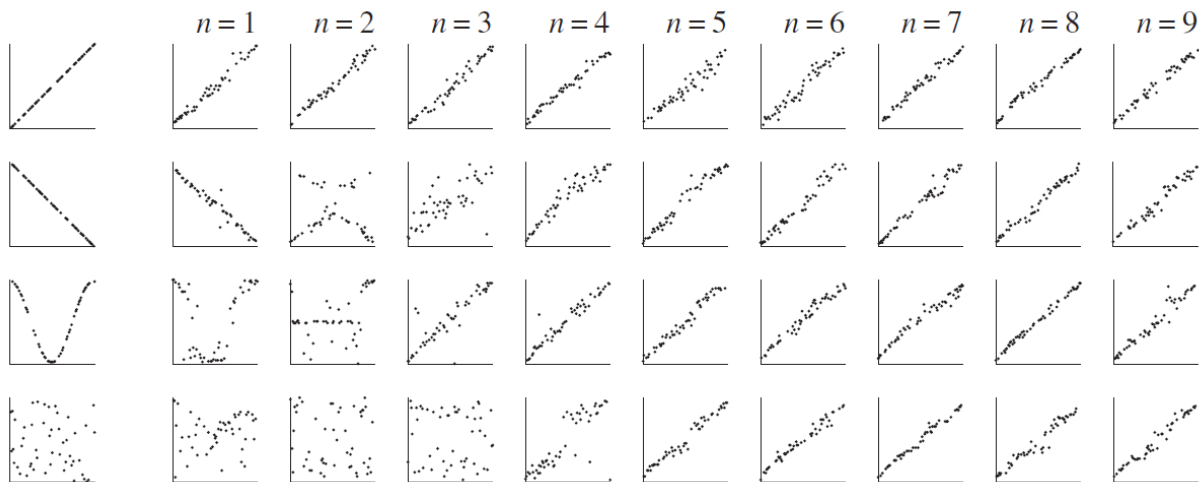 n = 1 n = 2 n = 3 n = 4 n = 5 n = 6 n = 7 n = 8 n = 9